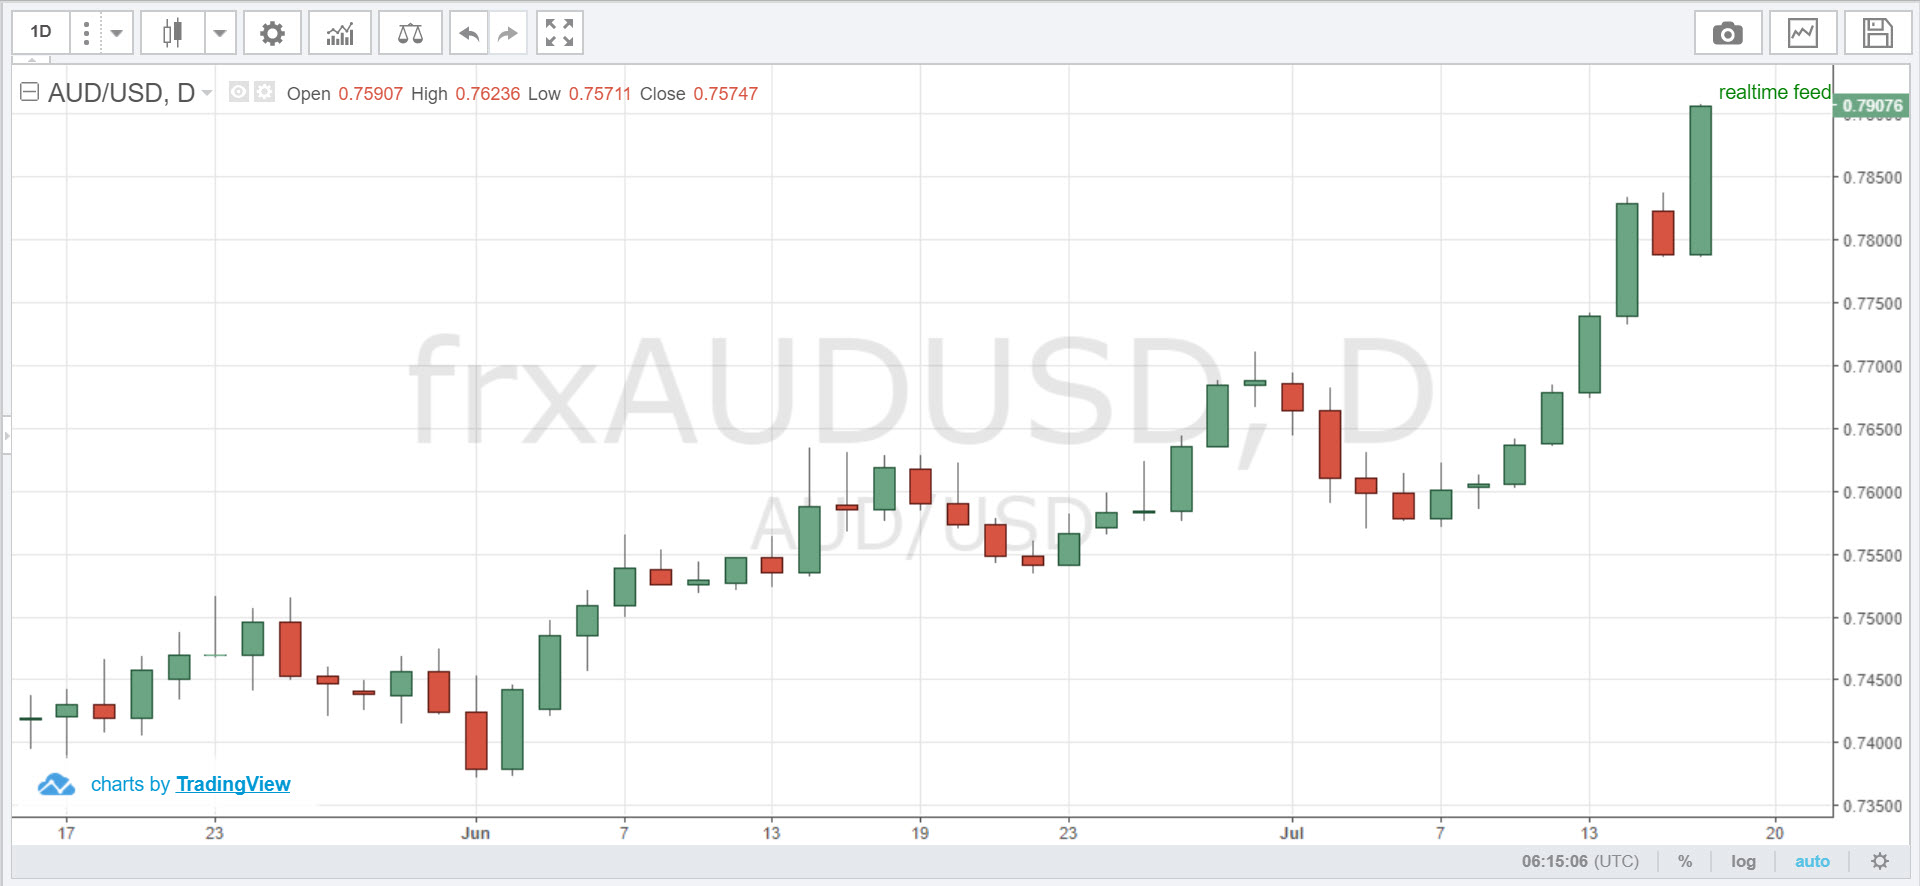 1D
AUD/USD, D Open 0.75907 High 0.76236 Low 0.75711 Close 0.75747
realtime feed
0.79076
0.78500
0.78000
0.77500
0.77000
0.76500
0.76000
0.75500
0.75000
0.74500
0.74000
0.73500
frxAUDUSD, D
AUD/USD
charts by TradingView
17 23 Jun 7 13 19 23 Jul 7 13 20
06:15:06 (UTC) % log auto